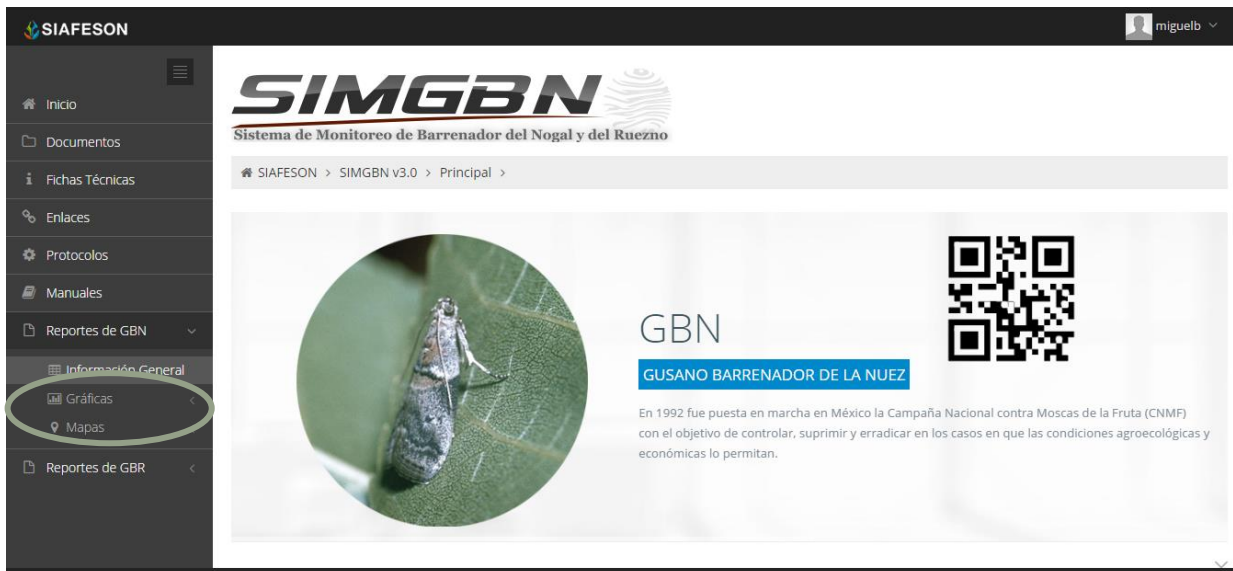 SIAFESON
miguelb
Inicio
Documentos
Fichas Técnicas
Enlaces
Protocolos
Manuales
Reportes de GBN
Información General
Gráficas
Mapas
Reportes de GBR
SIMGBN
Sistema de Monitoreo de Barrenador del Nogal y del Ruezno
SIAFESON > SIMGBN v3.0 > Principal >
GBN
GUSANO BARRENADOR DE LA NUEZ
En 1992 fue puesta en marcha en México la Campaña Nacional contra Moscas de la Fruta (CNMF)
con el objetivo de controlar, suprimir y erradicar en los casos en que las condiciones agroecológicas y
económicas lo permitan.